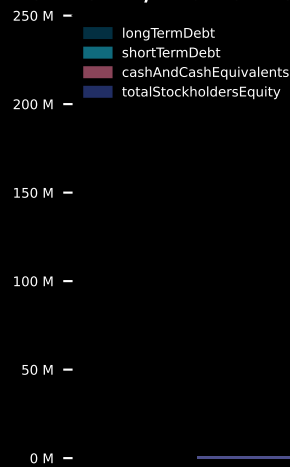 250 M
longTermDebt
shortTermDebt
cashAndCashEquivalents
200 M
totalStockholdersEquity
150 M
100 M
50 M
0 M